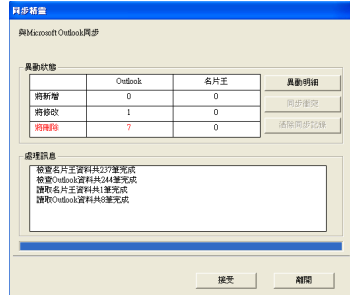 同步精靈
與Microsoft Outlook同步
異動狀態
Outlook 名片王
將新增 0 0
將修改 1 0
將刪除 7 0
異動明細
同步衝突
清除同步記錄
處理訊息
檢查名片王資料共237筆完成
檢查Outlook資料共244筆完成
讀取名片王資料共1筆完成
讀取Outlook資料共8筆完成
接受 離開